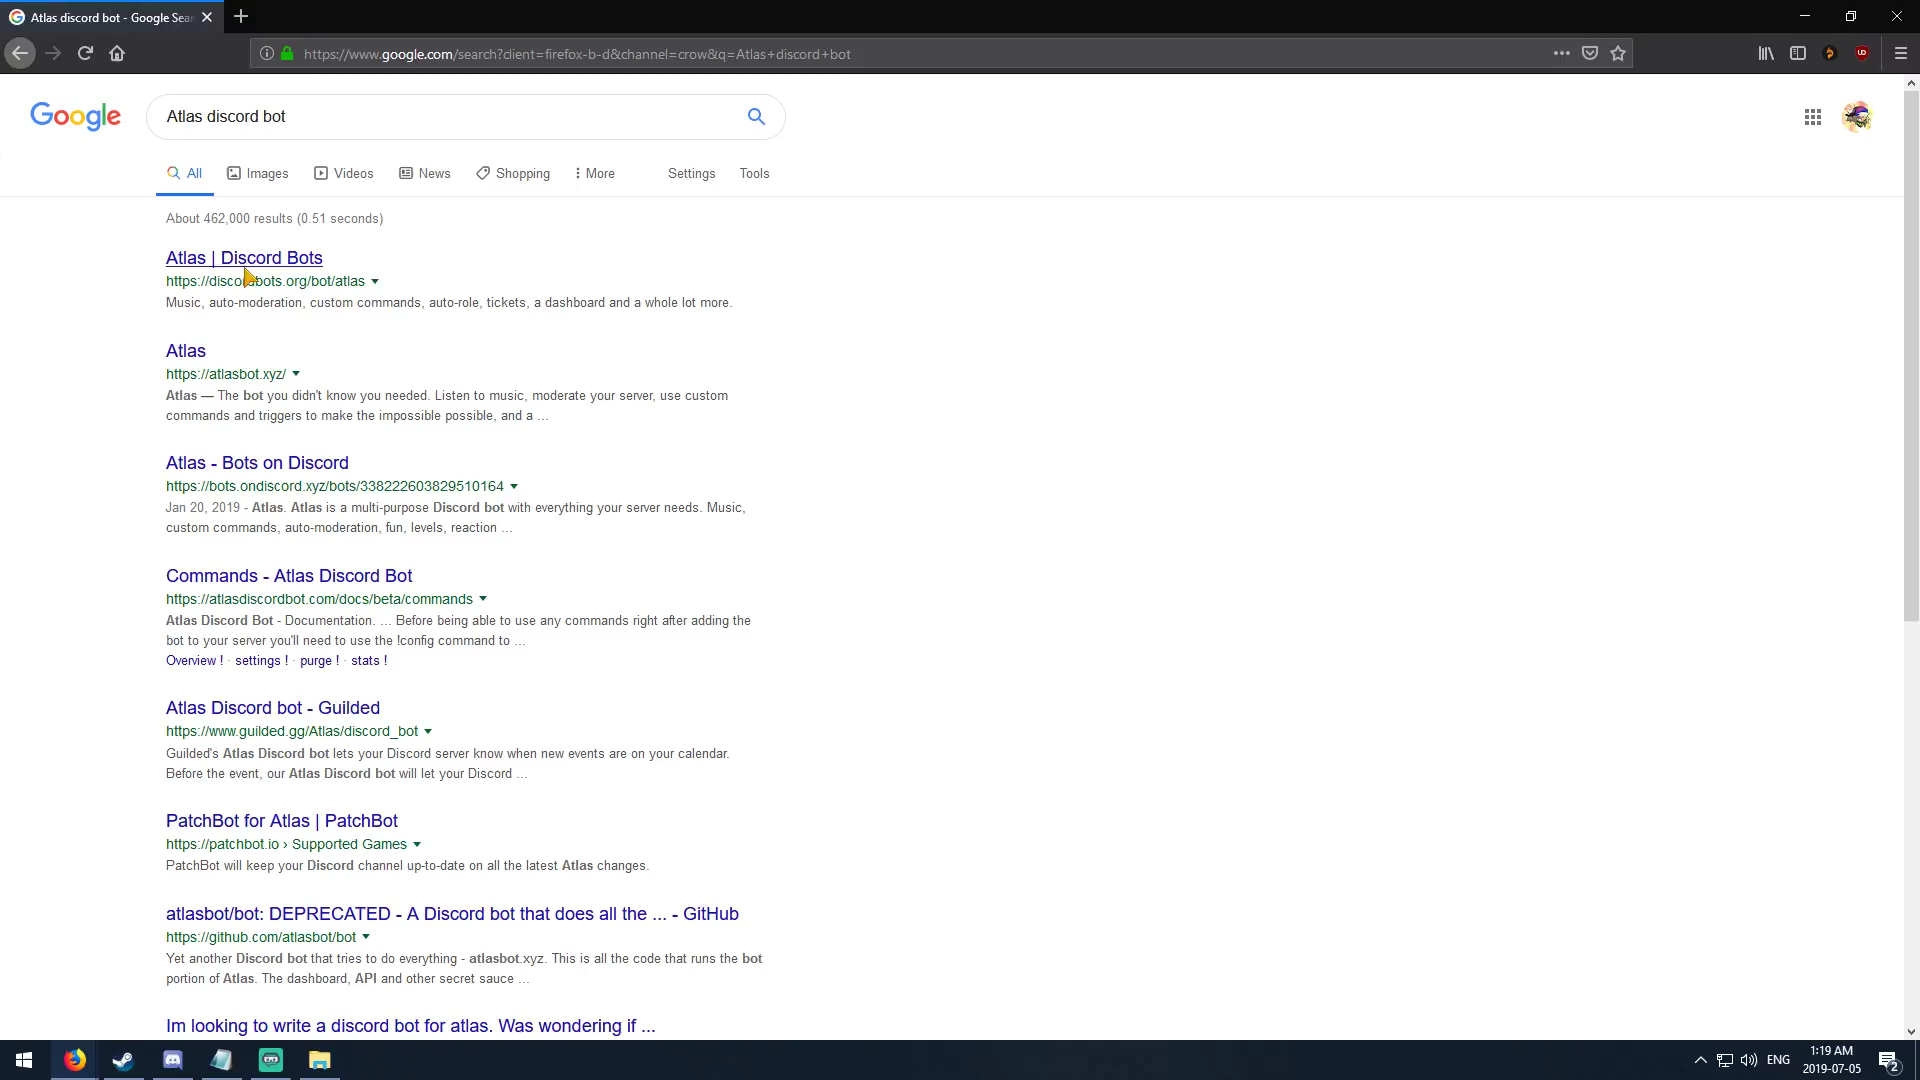 Atlas discord bot - Google Sea
https://www.google.com/search?client=firefox-b-d&channel=crow&q=Atlas+discord+bot
Google
Atlas discord bot
All
Images
Videos
News
Shopping
More
Settings
Tools
About 462,000 results (0.51 seconds)
Atlas | Discord Bots
https://discordbots.org/bot/atlas
Music, auto-moderation, custom commands, auto-role, tickets, a dashboard and a whole lot more.
Atlas
https://atlasbot.xyz/
Atlas — The bot you didn't know you needed. Listen to music, moderate your server, use custom
commands and triggers to make the impossible possible, and a ...
Atlas - Bots on Discord
https://bots.ondiscord.xyz/bots/338222603829510164
Jan 20, 2019 - Atlas. Atlas is a multi-purpose Discord bot with everything your server needs. Music,
custom commands, auto-moderation, fun, levels, reaction ...
Commands - Atlas Discord Bot
https://atlasdiscordbot.com/docs/beta/commands
Atlas Discord Bot - Documentation. ... Before being able to use any commands right after adding the
bot to your server you'll need to use the !config command to ...
Overview ! · settings ! · purge ! · stats !
Atlas Discord bot - Guilded
https://www.guilded.gg/Atlas/discord_bot
Guilded's Atlas Discord bot lets your Discord server know when new events are on your calendar.
Before the event, our Atlas Discord bot will let your Discord ...
PatchBot for Atlas | PatchBot
https://patchbot.io › Supported Games
PatchBot will keep your Discord channel up-to-date on all the latest Atlas changes.
atlasbot/bot: DEPRECATED - A Discord bot that does all the ... - GitHub
https://github.com/atlasbot/bot
Yet another Discord bot that tries to do everything - atlasbot.xyz. This is all the code that runs the bot
portion of Atlas. The dashboard, API and other secret sauce ...
Im looking to write a discord bot for atlas. Was wondering if ...
ENG
1:19 AM
2019-07-05
2